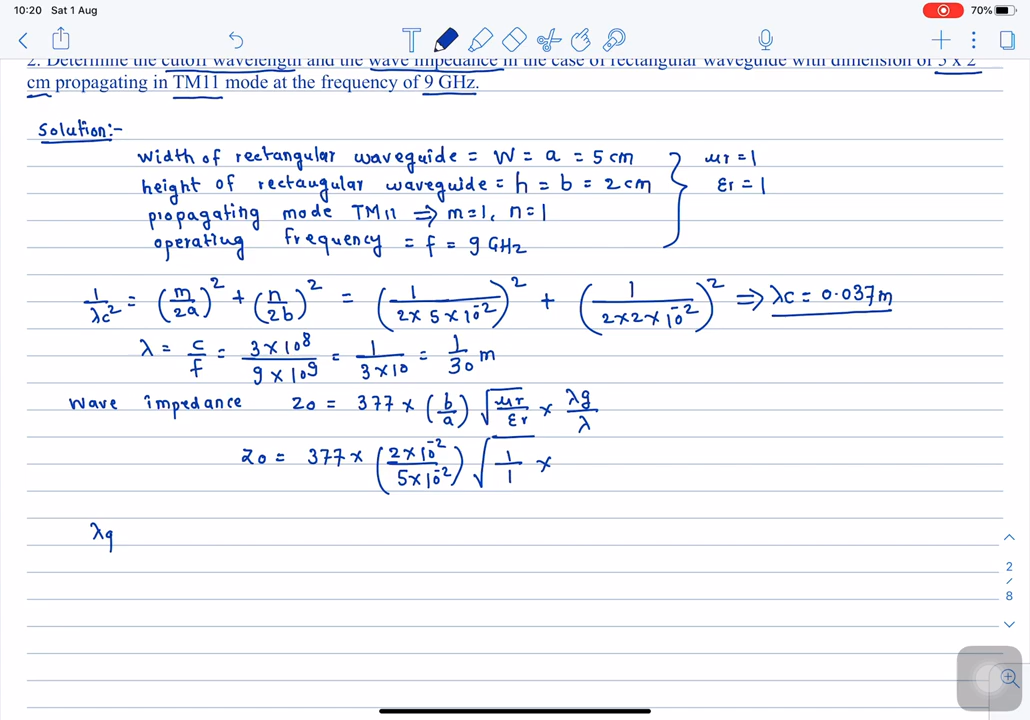 10:20 Sat 1 Aug
70%
2. Determine the cutoff wavelength and the wave impedance in the case of rectangular waveguide with dimension of 5 x 2
cm propagating in TM11 mode at the frequency of 9 GHz.
Solution:-
width of rectangular waveguide = W = a = 5 cm
height of rectangular waveguide = h = b = 2 cm
propagating mode TM11 ⇒ m=1, n=1
operating frequency = f = 9 GHz
μr = 1
εr = 1
1/λc² = (m/2a)² + (n/2b)² = (1/(2×5×10⁻²))² + (1/(2×2×10⁻²))² ⇒ λc = 0.037m
λ = c/f = 3×10⁸/9×10⁹ = 1/3×10 = 1/30 m
Wave impedance Zo = 377 × (b/a) √(μr/εr) × λg/λ
Zo = 377 × (2×10⁻²/5×10⁻²) √(1/1) ×
λg
2
/
8